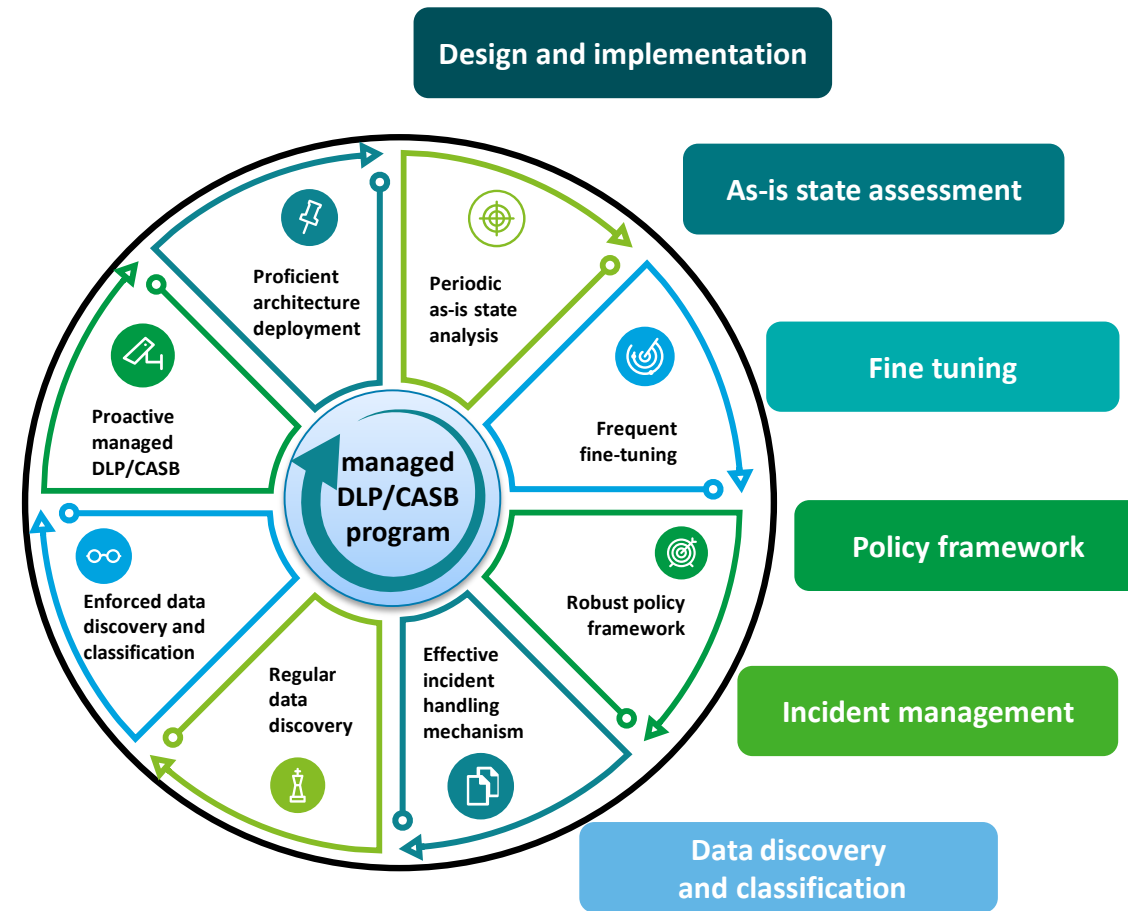 Design and implementation
As-is state assessment
Fine tuning
Policy framework
Incident management
Data discovery
and classification
Proficient
architecture
deployment
Periodic
as-is state
analysis
Frequent
fine-tuning
Robust policy
framework
Effective
incident
handling
mechanism
Regular
data
discovery
Enforced data
discovery and
classification
Proactive
managed
DLP/CASB
managed
DLP/CASB
program